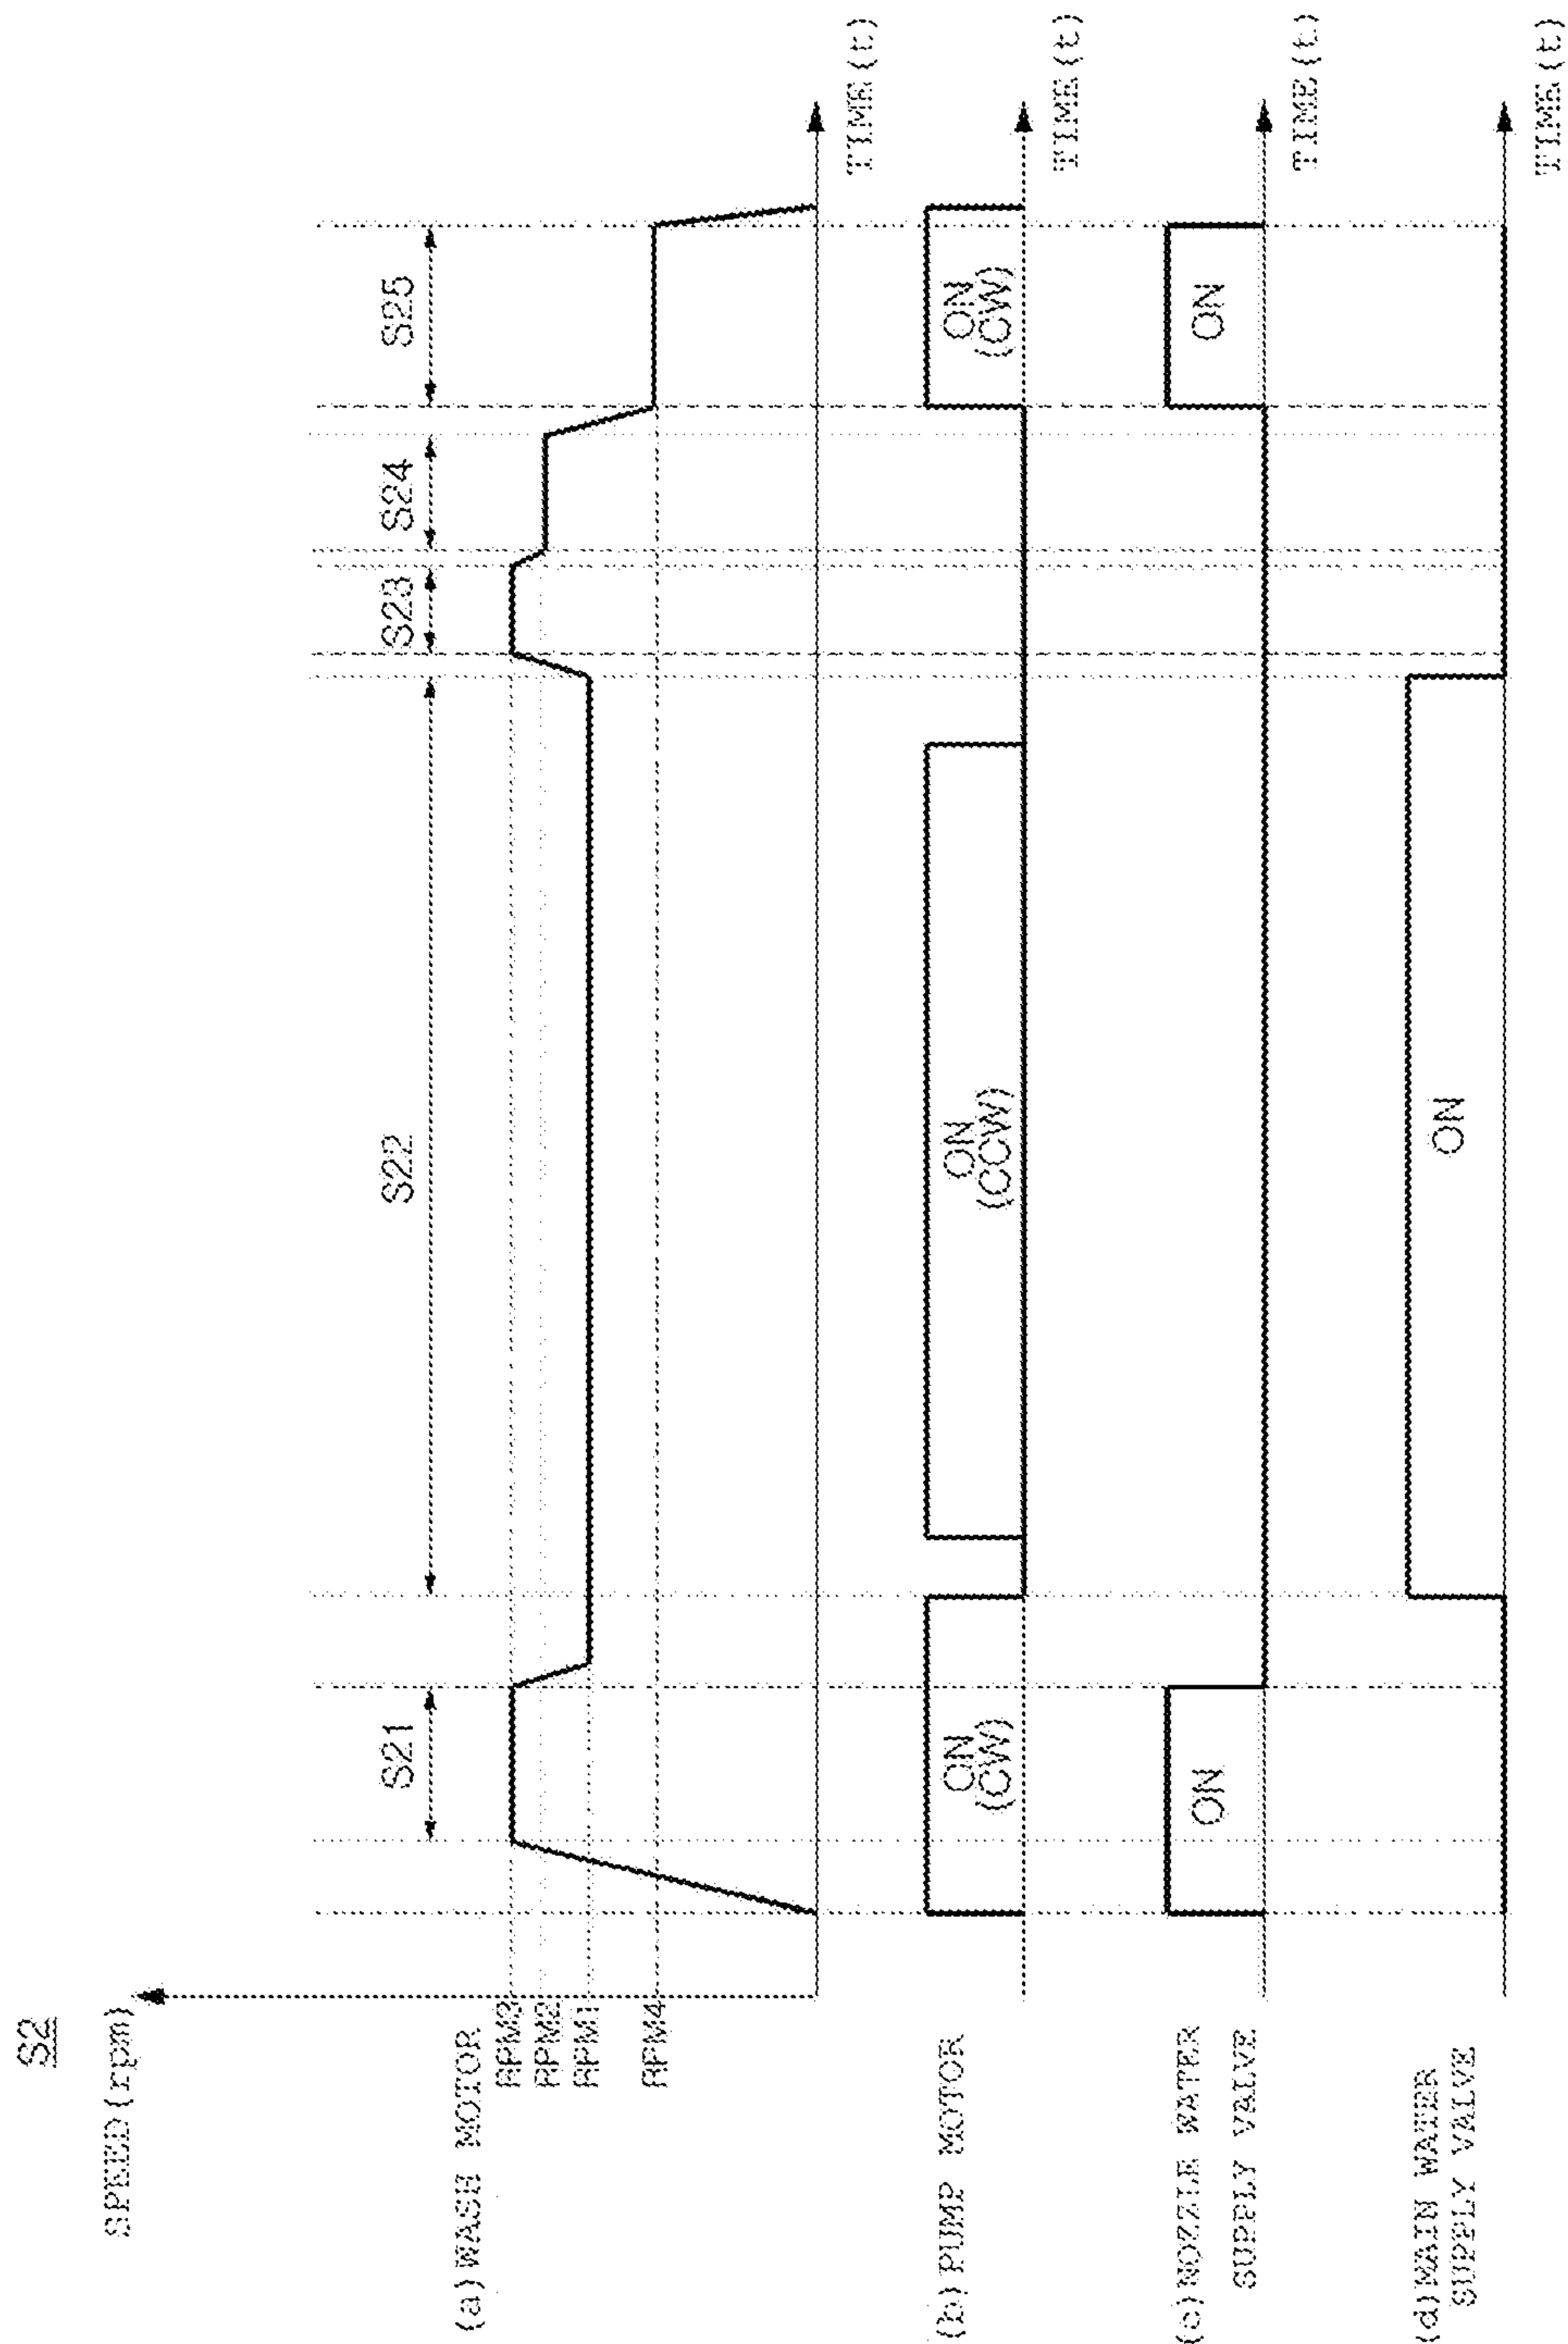 S2
SPEED(rpm)
S21
S22
S23
S24
S25
(a)WASH MOTOR
RPM3
RPM2
RPM1
RPM4
TIME(t)
(b)PUMP MOTOR
ON
(CW)
ON
(CCW)
ON
(CW)
TIME(t)
(c)NOZZLE WATER
SUPPLY VALVE
ON
ON
TIME(t)
(d)MAIN WATER
SUPPLY VALVE
ON
TIME(t)